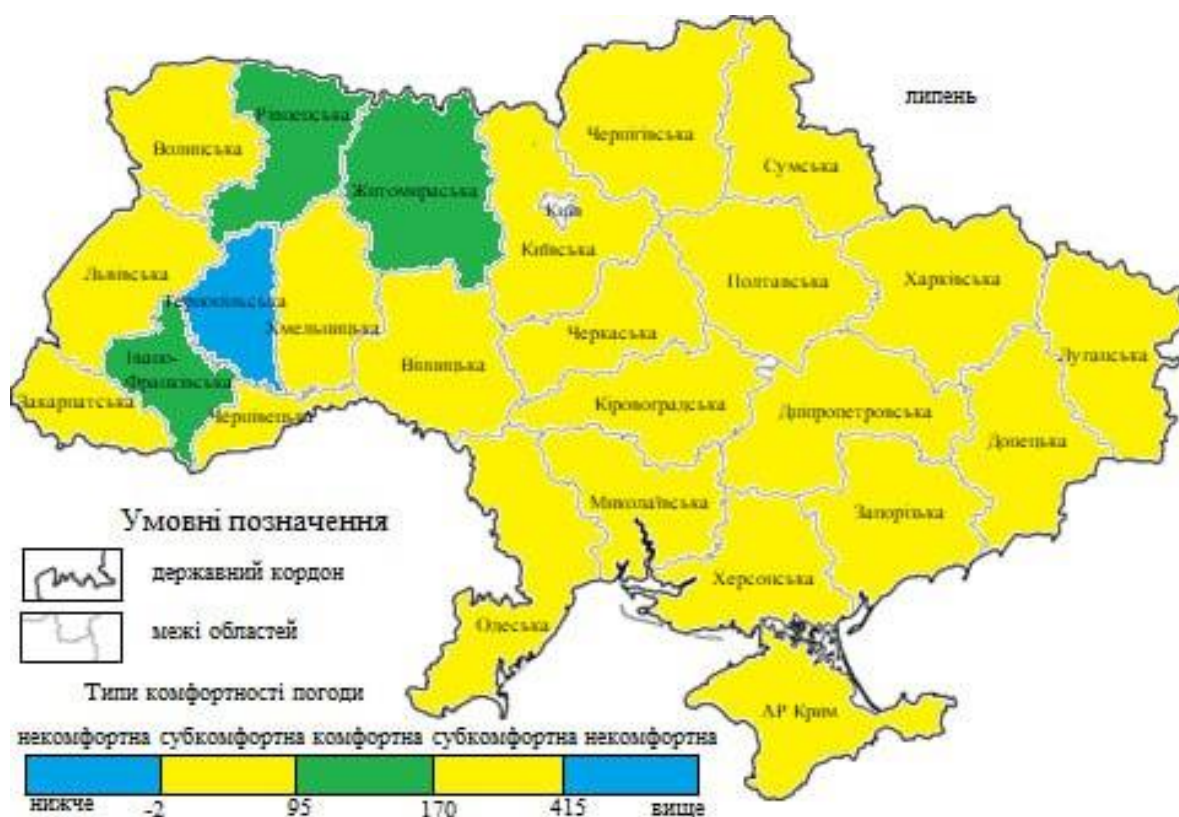 липень
Рівненська
Волинська
Житомирська
Чернігівська
Сумська
Київ
Київська
Львівська
Тернопільська
Хмельницька
Полтавська
Харківська
Черкаська
Луганська
Івано-
Франківська
Вінницька
Закарпатська
Чернівецька
Кіровоградська
Дніпропетровська
Донецька
Миколаївська
Запорізька
Херсонська
Одеська
АР Крим
Умовні позначення
державний кордон
межі областей
Типи комфортності погоди
некомфортна субкомфортна комфортна субкомфортна некомфортна
нижче -2 95 170 415 вище